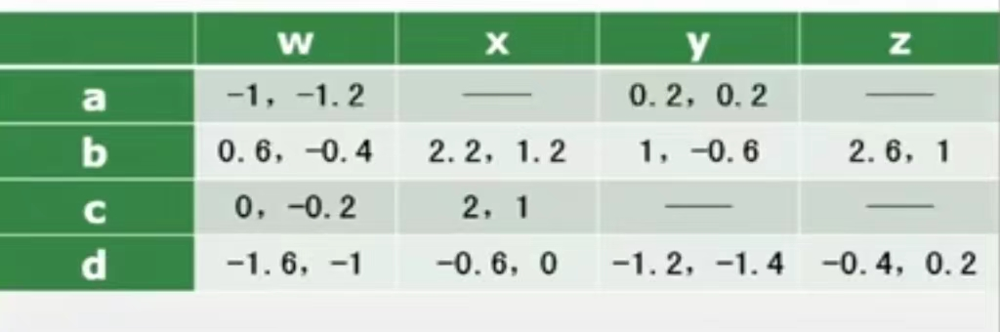 w x y z
a -1, -1.2 —— 0.2, 0.2 ——
b 0.6, -0.4 2.2, 1.2 1, -0.6 2.6, 1
c 0, -0.2 2, 1 —— ——
d -1.6, -1 -0.6, 0 -1.2, -1.4 -0.4, 0.2